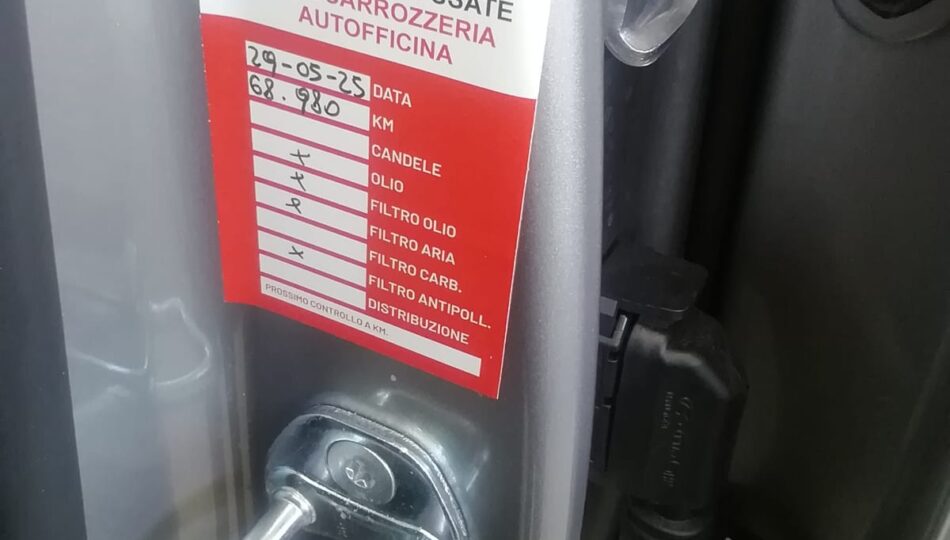 CARROZZERIA
AUTOFFICINA
29-05-25 DATA
68.980 KM
CANDELE
x OLIO
x FILTRO OLIO
x FILTRO ARIA
FILTRO CARB.
x FILTRO ANTIPOLL.
DISTRIBUZIONE
PROSSIMO CONTROLLO A KM.